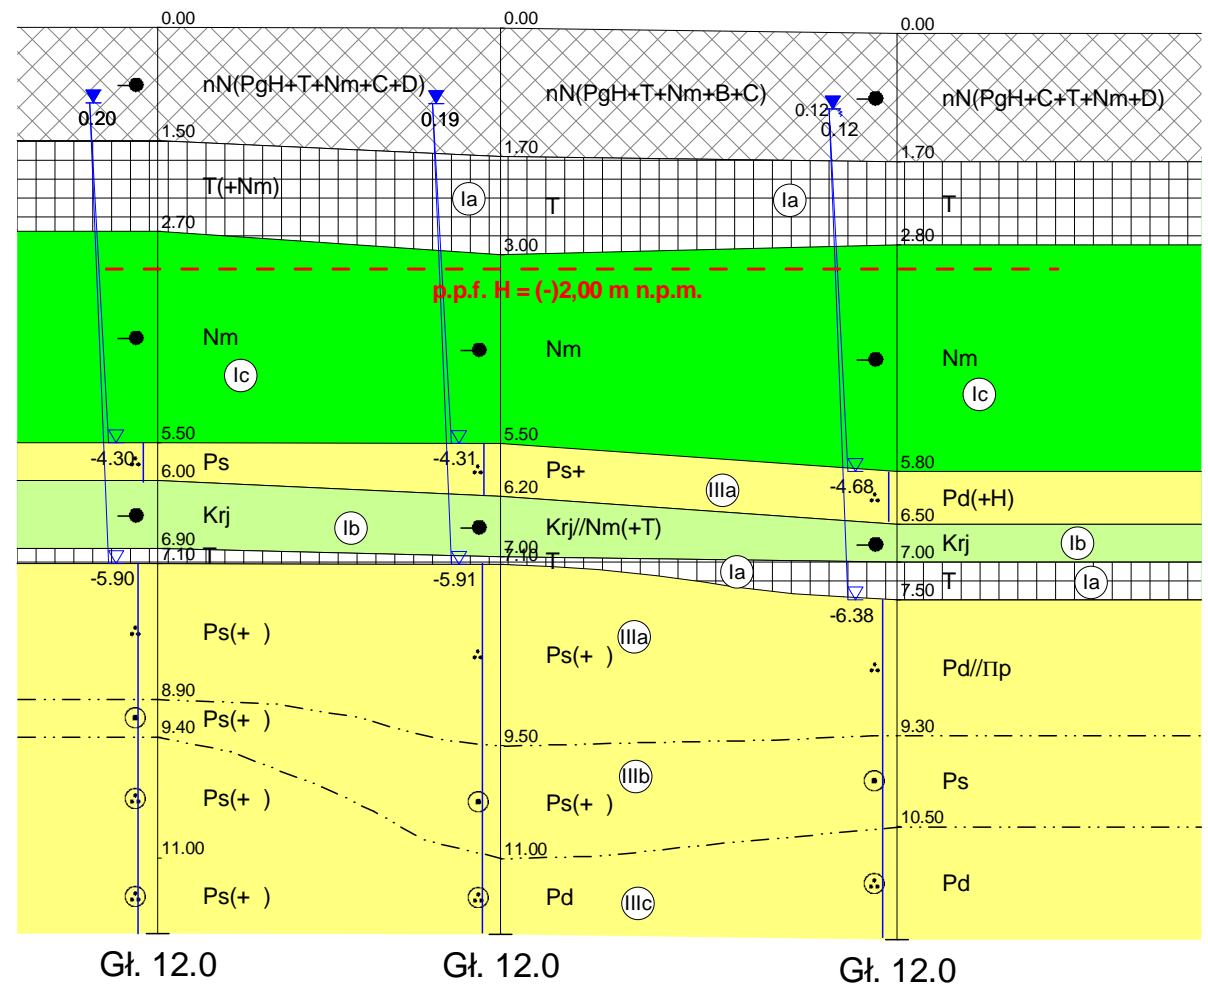 0.00 0.00 0.00
nN(PgH+T+Nm+C+D) nN(PgH+T+Nm+B+C) nN(PgH+C+T+Nm+D)
0.20 0.19 0.12 0.12
1.50 1.70 1.70
T(+Nm) Ia T Ia T
2.70 3.00 2.80
p.p.f. H = (-)2,00 m n.p.m.
Nm Nm Nm
Ic Ic
5.50 5.50 5.80
-4.30 Ps -4.31 Ps+ IIIa -4.68 Pd(+H)
6.00 6.20 6.50
Krj Ib Krj//Nm(+T) Krj Ib
6.90 7.00 7.00
7.10 T 7.10 T Ia T Ia
-5.90 -5.91 7.50
-6.38
Ps(+ ) Ps(+ ) IIIa Pd//Πp
8.90
Ps(+ )
9.40 9.50 9.30
Ps(+ ) Ps(+ ) IIIb Ps
11.00 11.00 10.50
Ps(+ ) Pd IIIc Pd
Gł. 12.0 Gł. 12.0 Gł. 12.0